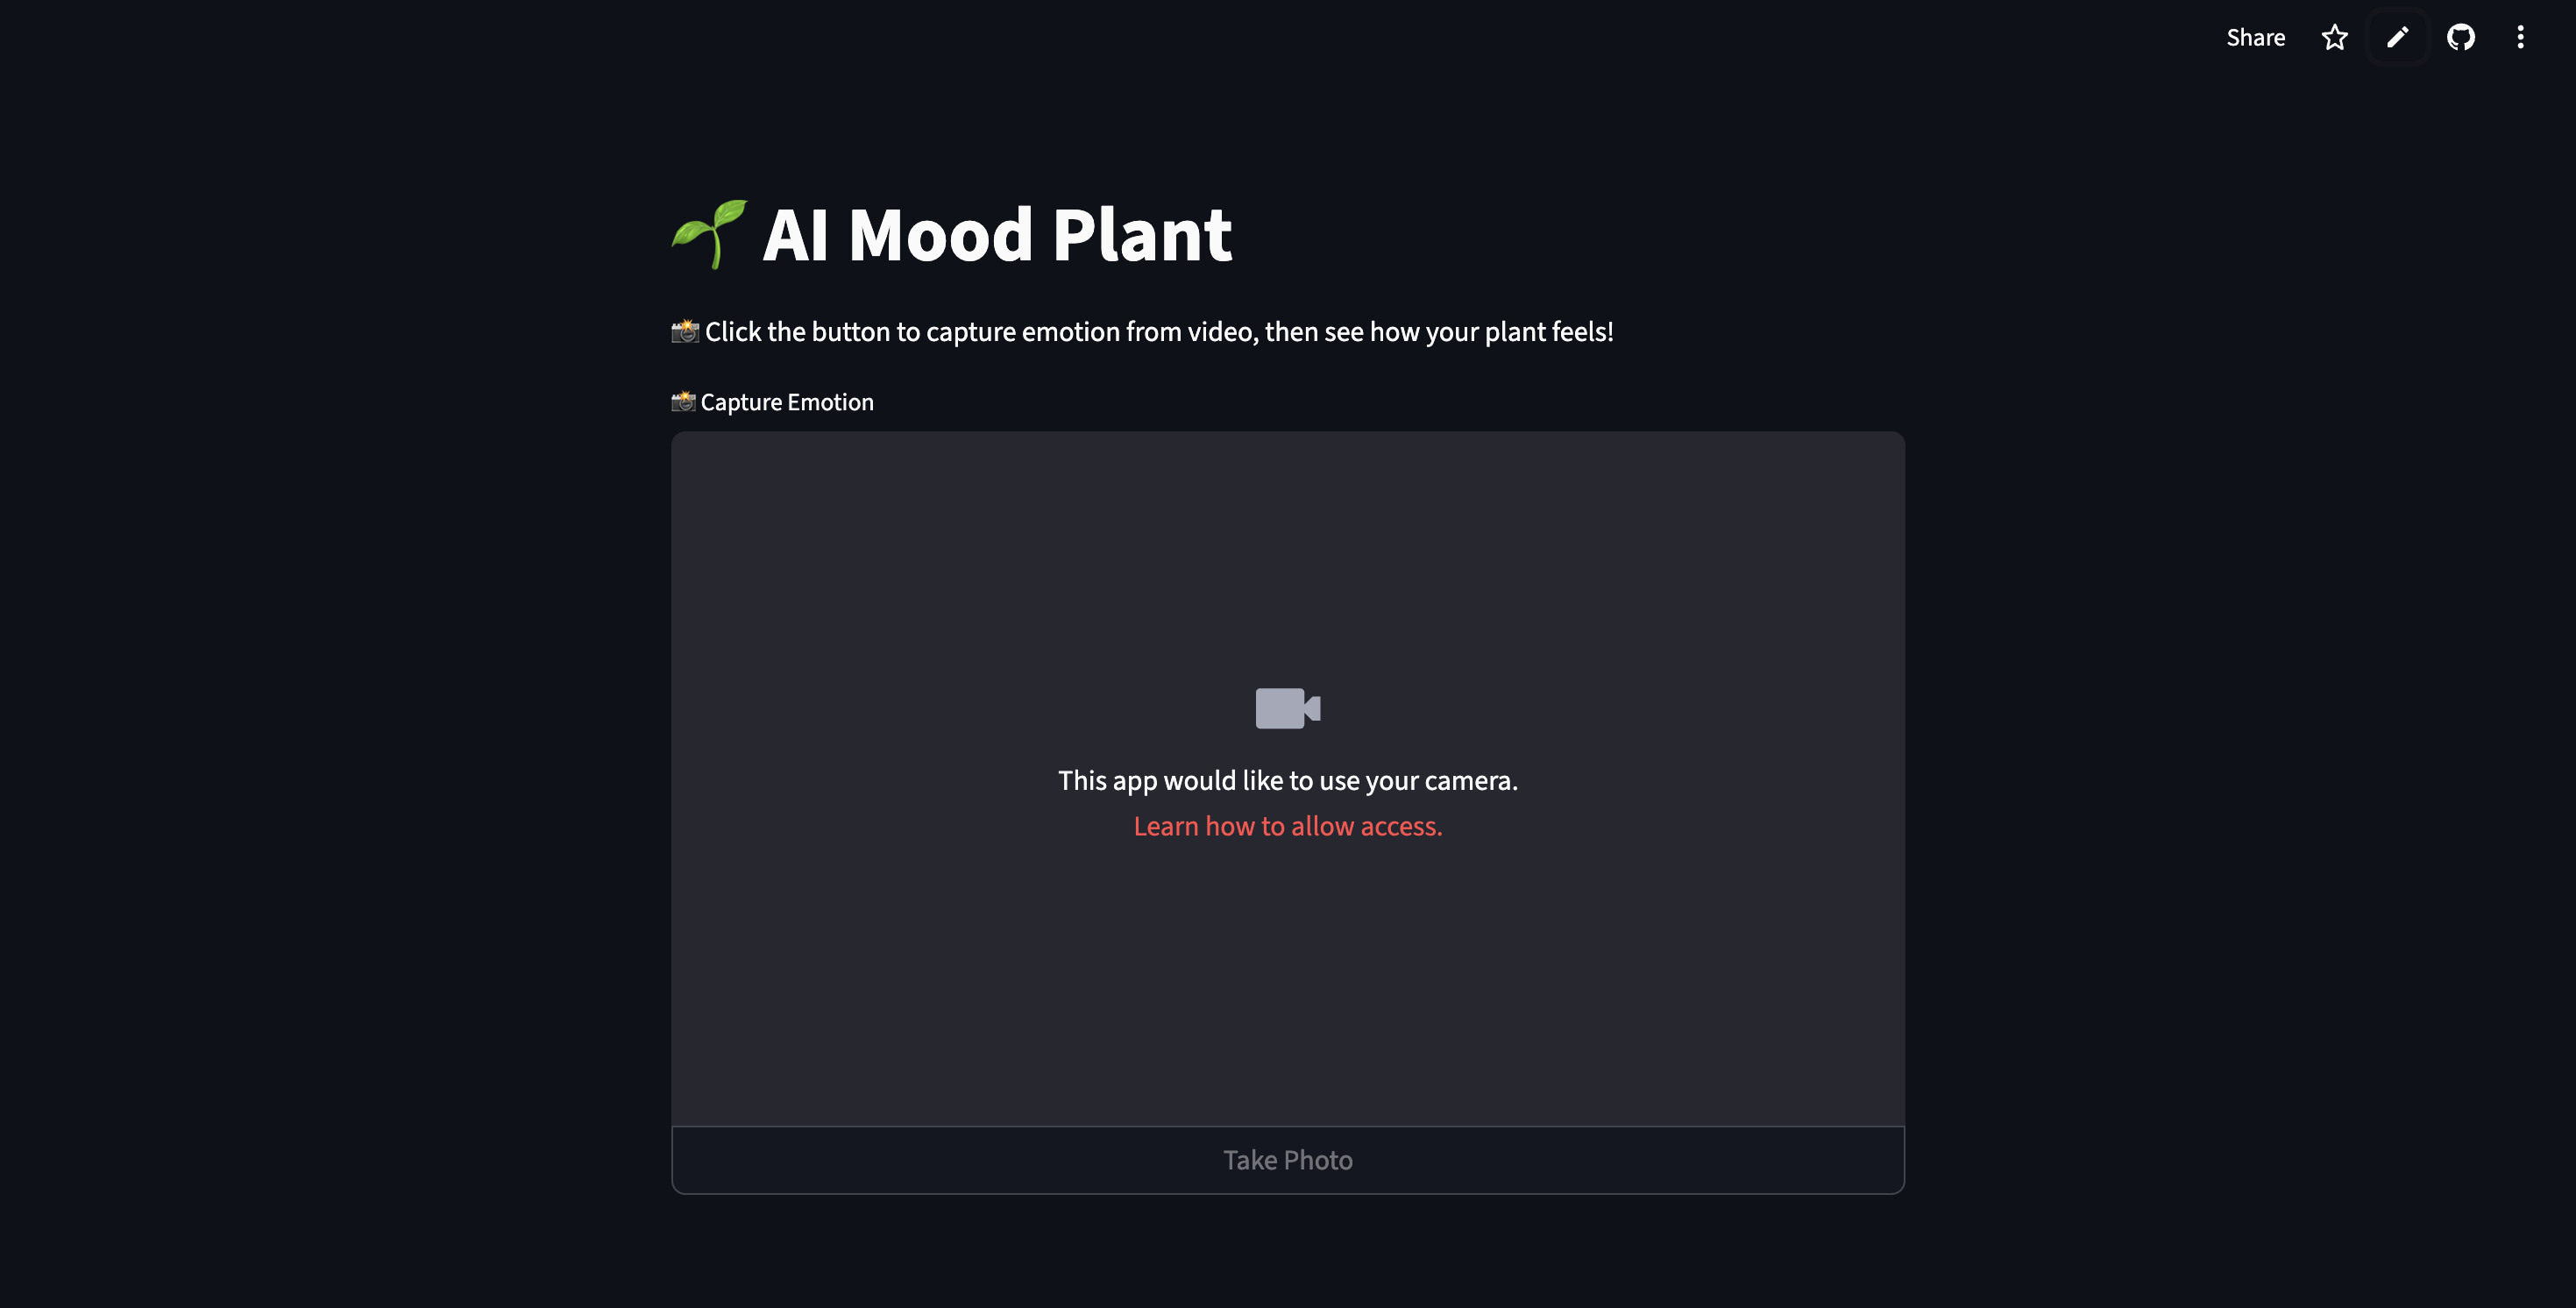 Share
🌱 AI Mood Plant
📸 Click the button to capture emotion from video, then see how your plant feels!
📸 Capture Emotion
This app would like to use your camera.
Learn how to allow access.
Take Photo